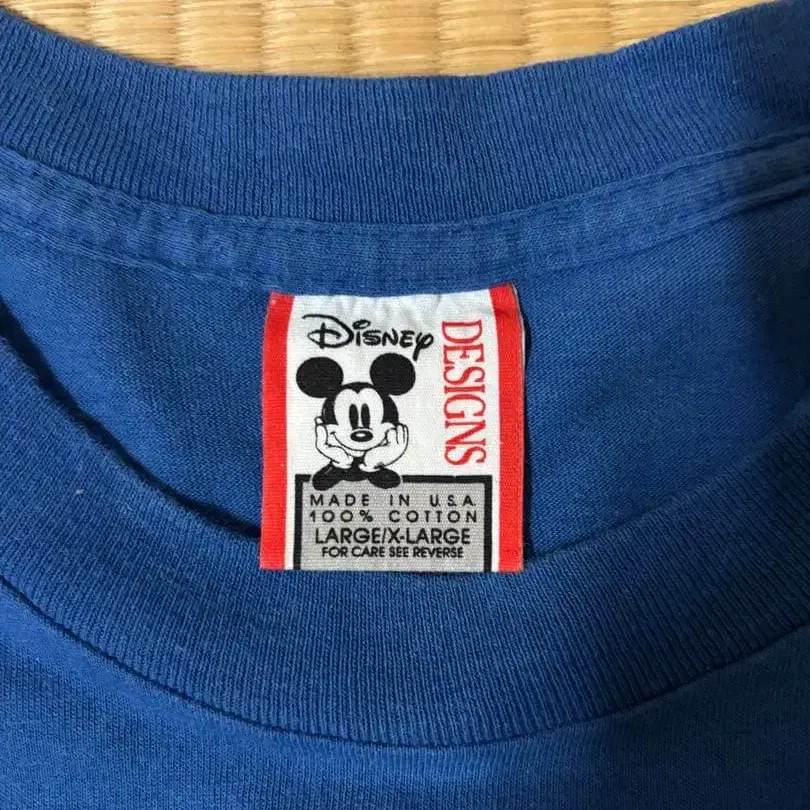 Disney
DESIGNS
MADE IN U.S.A.
100% COTTON
LARGE/X-LARGE
FOR CARE SEE REVERSE